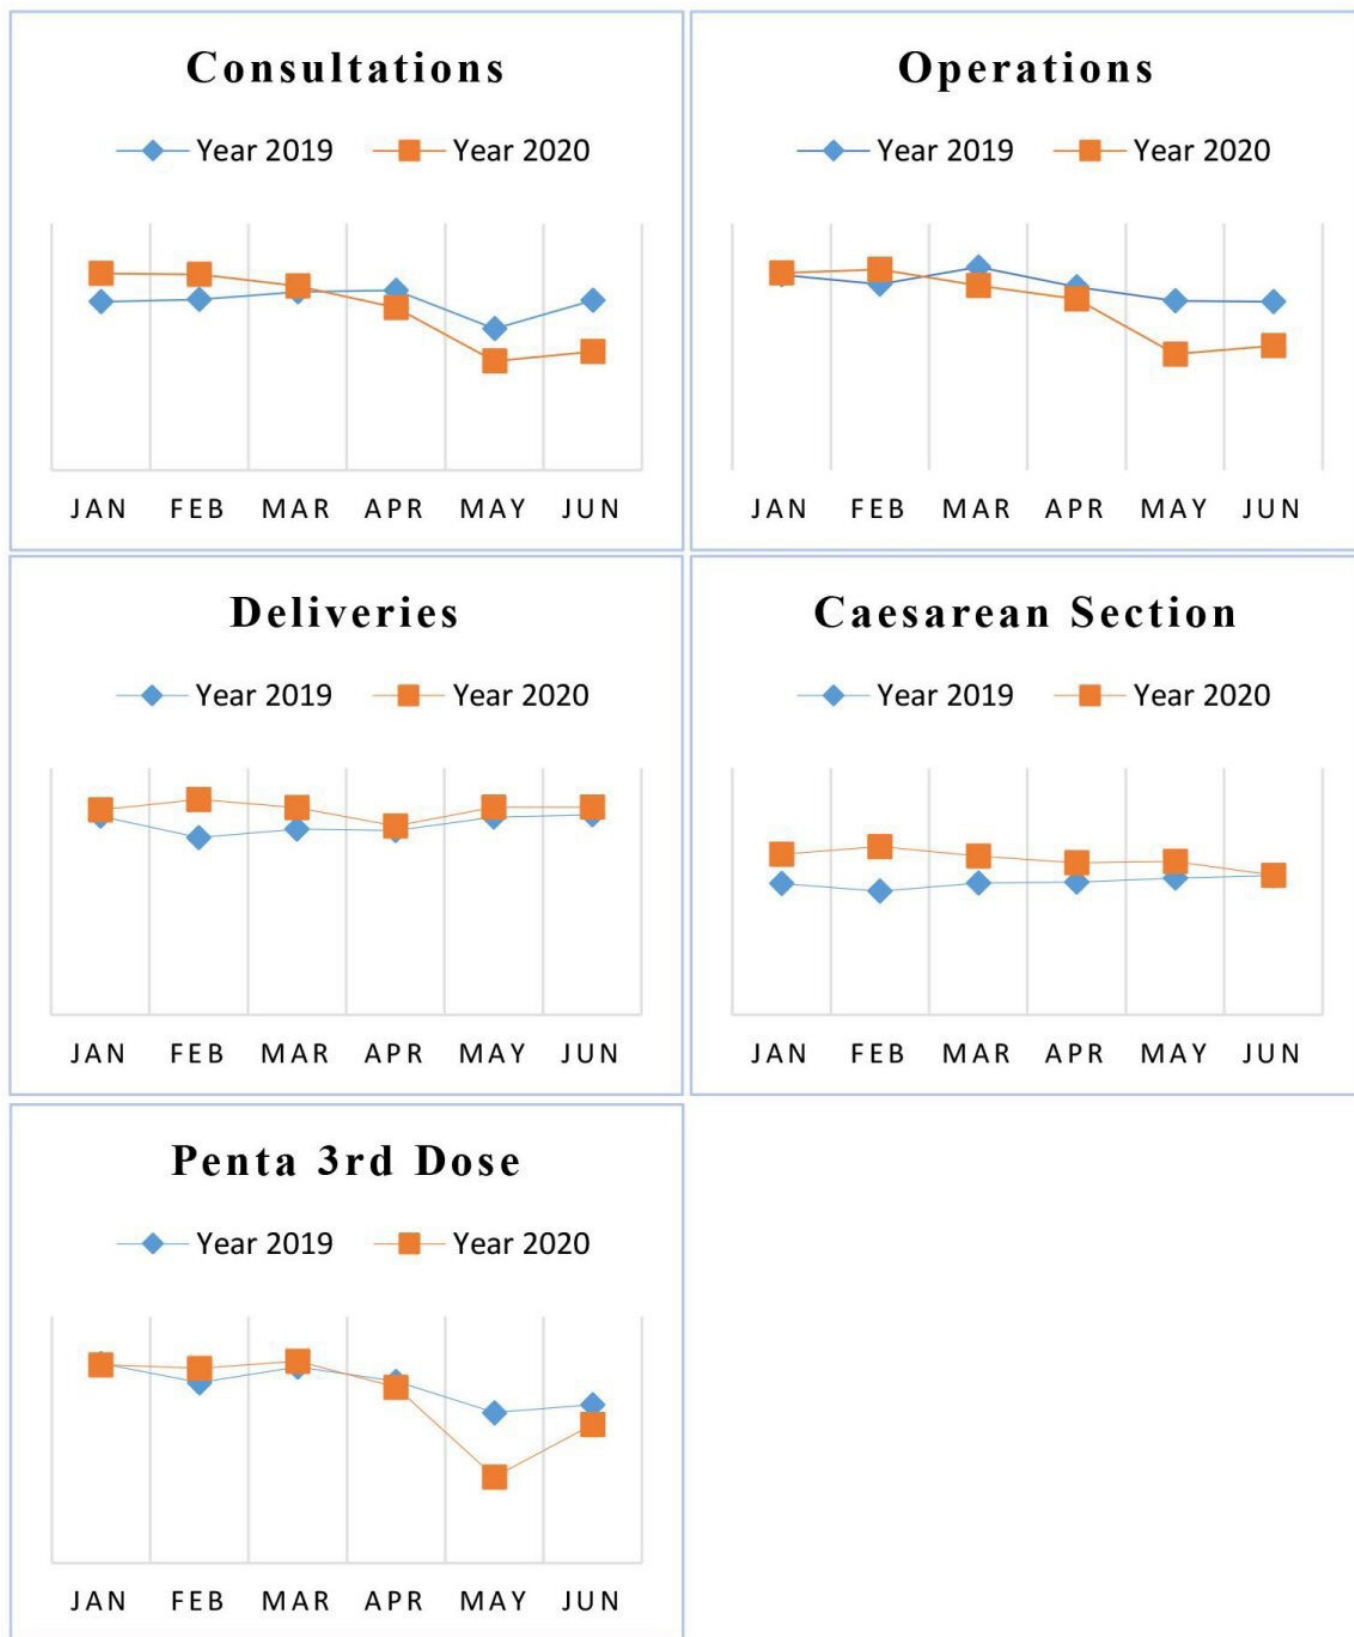 Consultations
Year 2019 Year 2020
JAN FEB MAR APR MAY JUN
Operations
Year 2019 Year 2020
JAN FEB MAR APR MAY JUN
Deliveries
Year 2019 Year 2020
JAN FEB MAR APR MAY JUN
Caesarean Section
Year 2019 Year 2020
JAN FEB MAR APR MAY JUN
Penta 3rd Dose
Year 2019 Year 2020
JAN FEB MAR APR MAY JUN